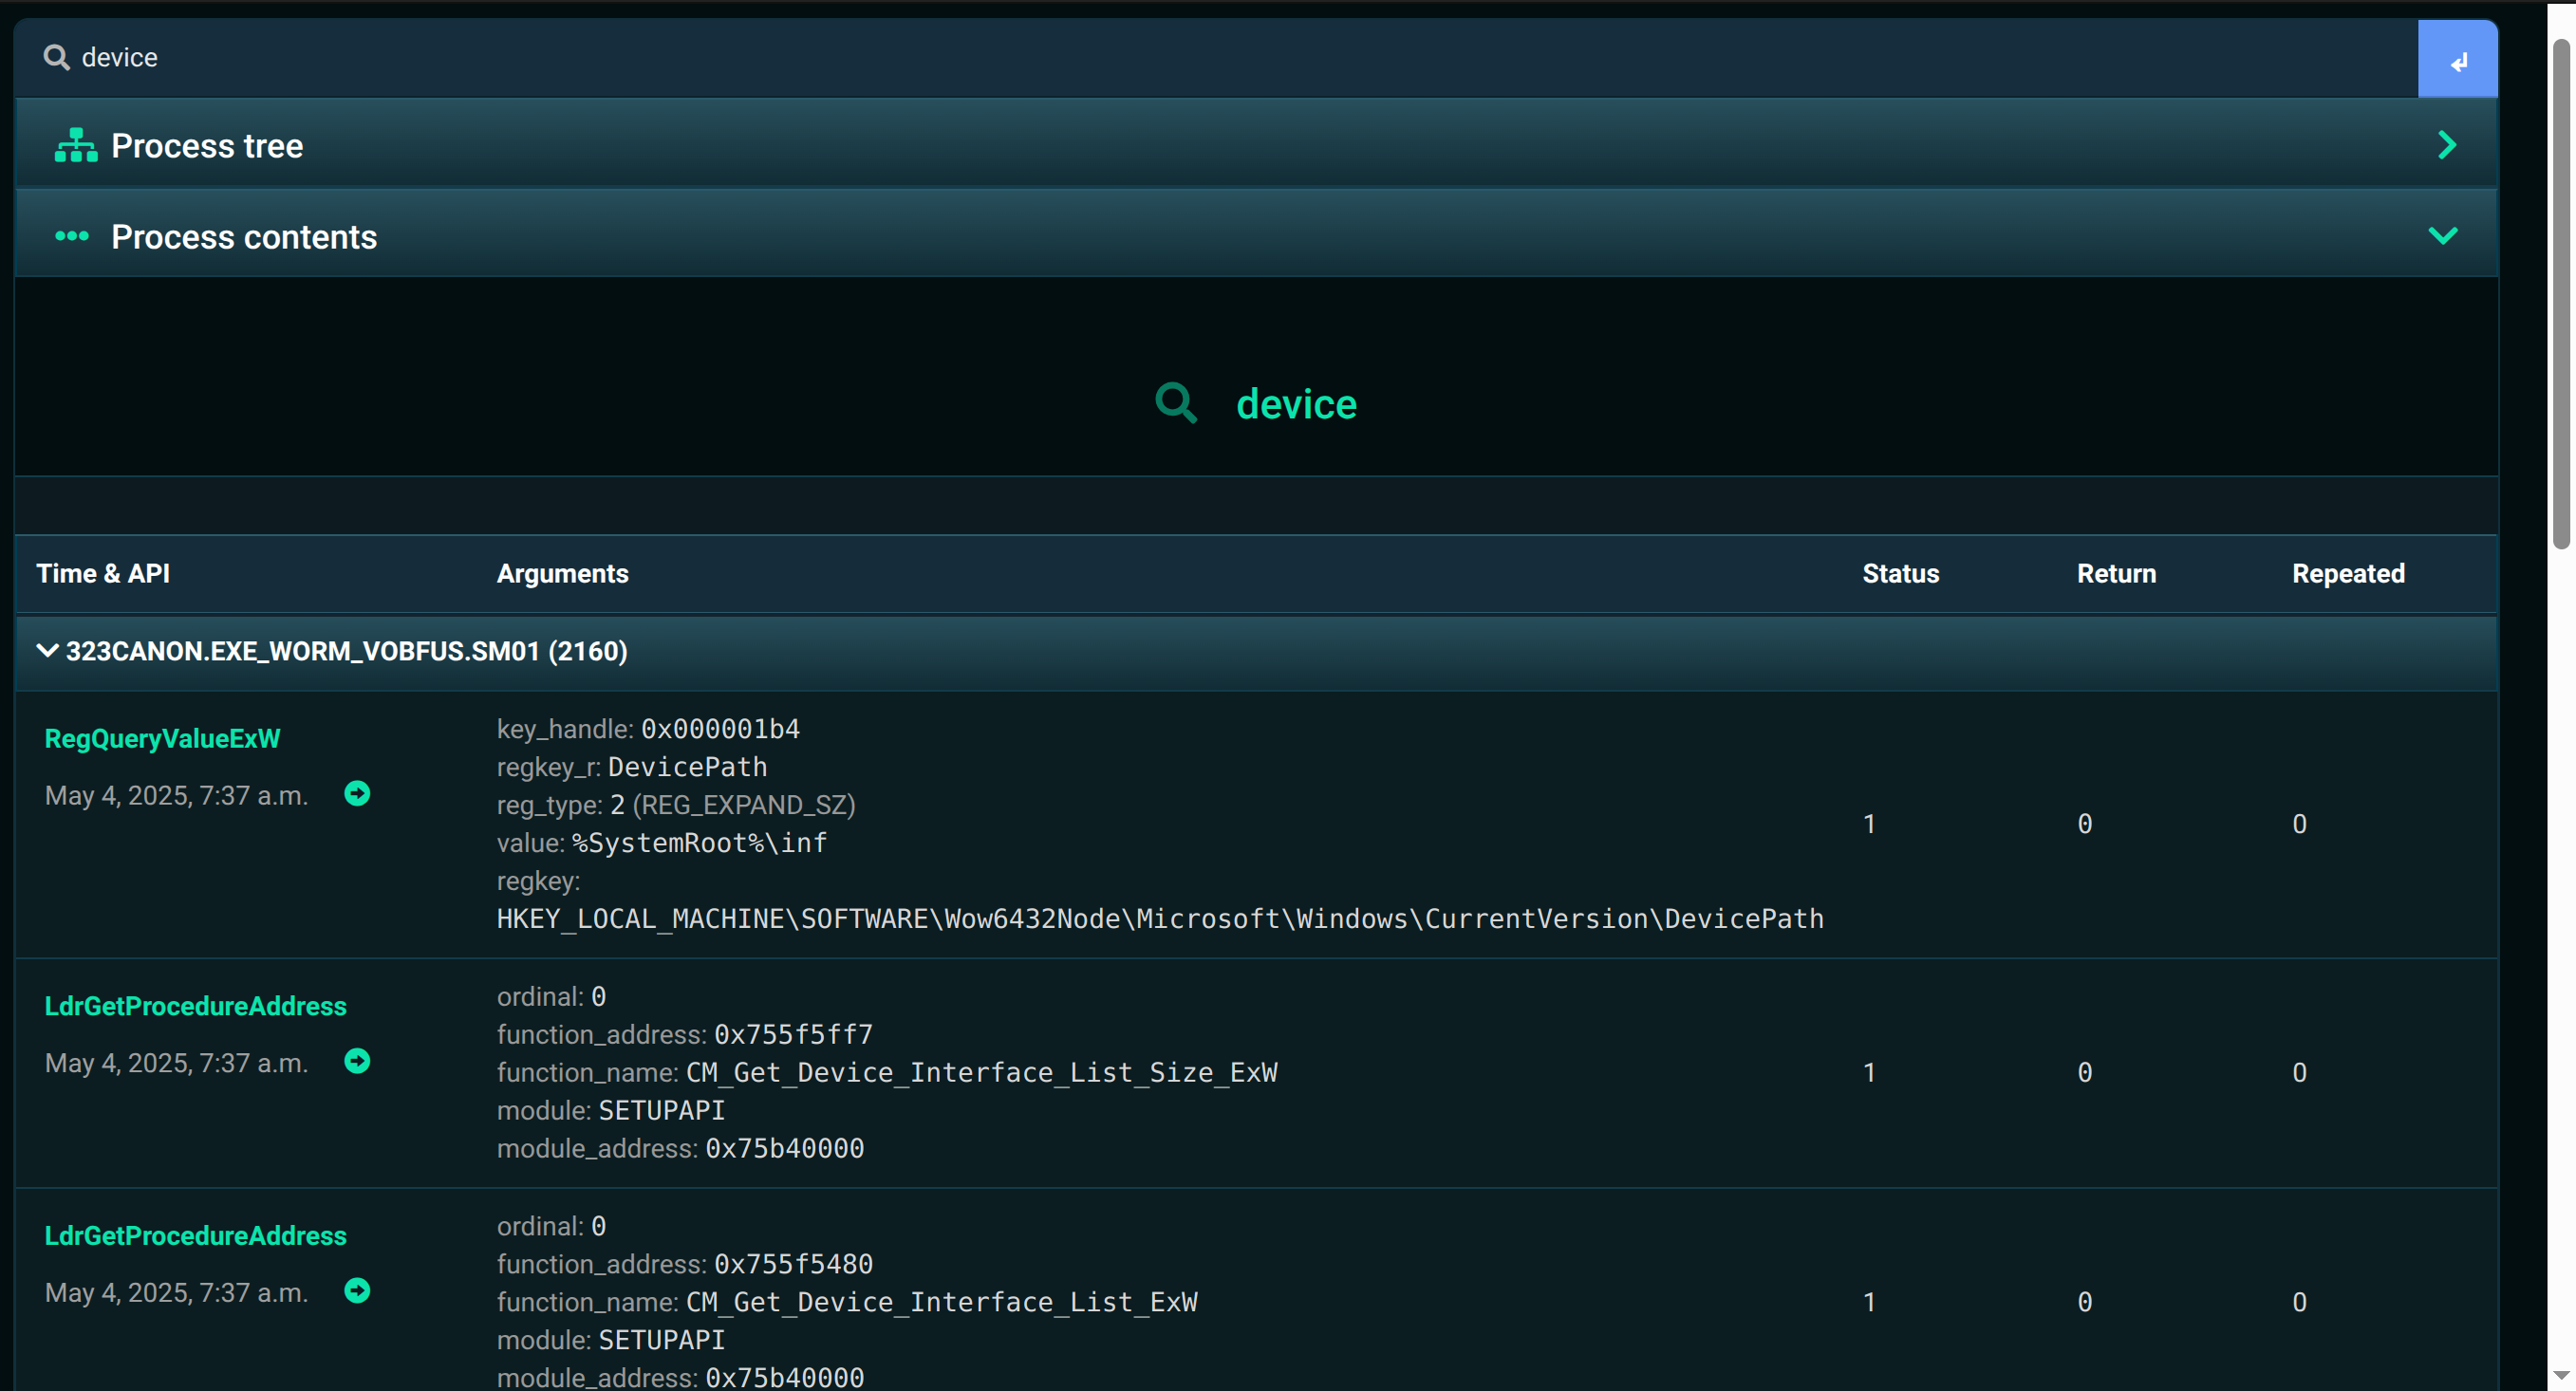 device
Process tree
Process contents
device
Time & API Arguments Status Return Repeated
323CANON.EXE_WORM_VOBFUS.SM01 (2160)
RegQueryValueExW
May 4, 2025, 7:37 a.m.
key_handle: 0x000001b4
regkey_r: DevicePath
reg_type: 2 (REG_EXPAND_SZ)
value: %SystemRoot%\inf
regkey:
HKEY_LOCAL_MACHINE\SOFTWARE\Wow6432Node\Microsoft\Windows\CurrentVersion\DevicePath
1 0 0
LdrGetProcedureAddress
May 4, 2025, 7:37 a.m.
ordinal: 0
function_address: 0x755f5ff7
function_name: CM_Get_Device_Interface_List_Size_ExW
module: SETUPAPI
module_address: 0x75b40000
1 0 0
LdrGetProcedureAddress
May 4, 2025, 7:37 a.m.
ordinal: 0
function_address: 0x755f5480
function_name: CM_Get_Device_Interface_List_ExW
module: SETUPAPI
module_address: 0x75b40000
1 0 0